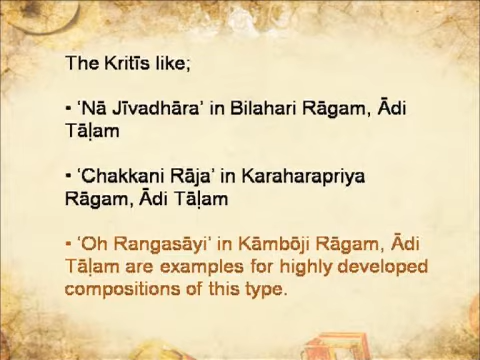 The Kritīs like;
▪ 'Nā Jīvadhāra' in Bilahari Rāgam, Ādi
Tāḷam
▪ 'Chakkani Rāja' in Karaharapriya
Rāgam, Ādi Tāḷam
▪ 'Oh Rangasāyi' in Kāmbōji Rāgam, Ādi
Tāḷam are examples for highly developed
compositions of this type.